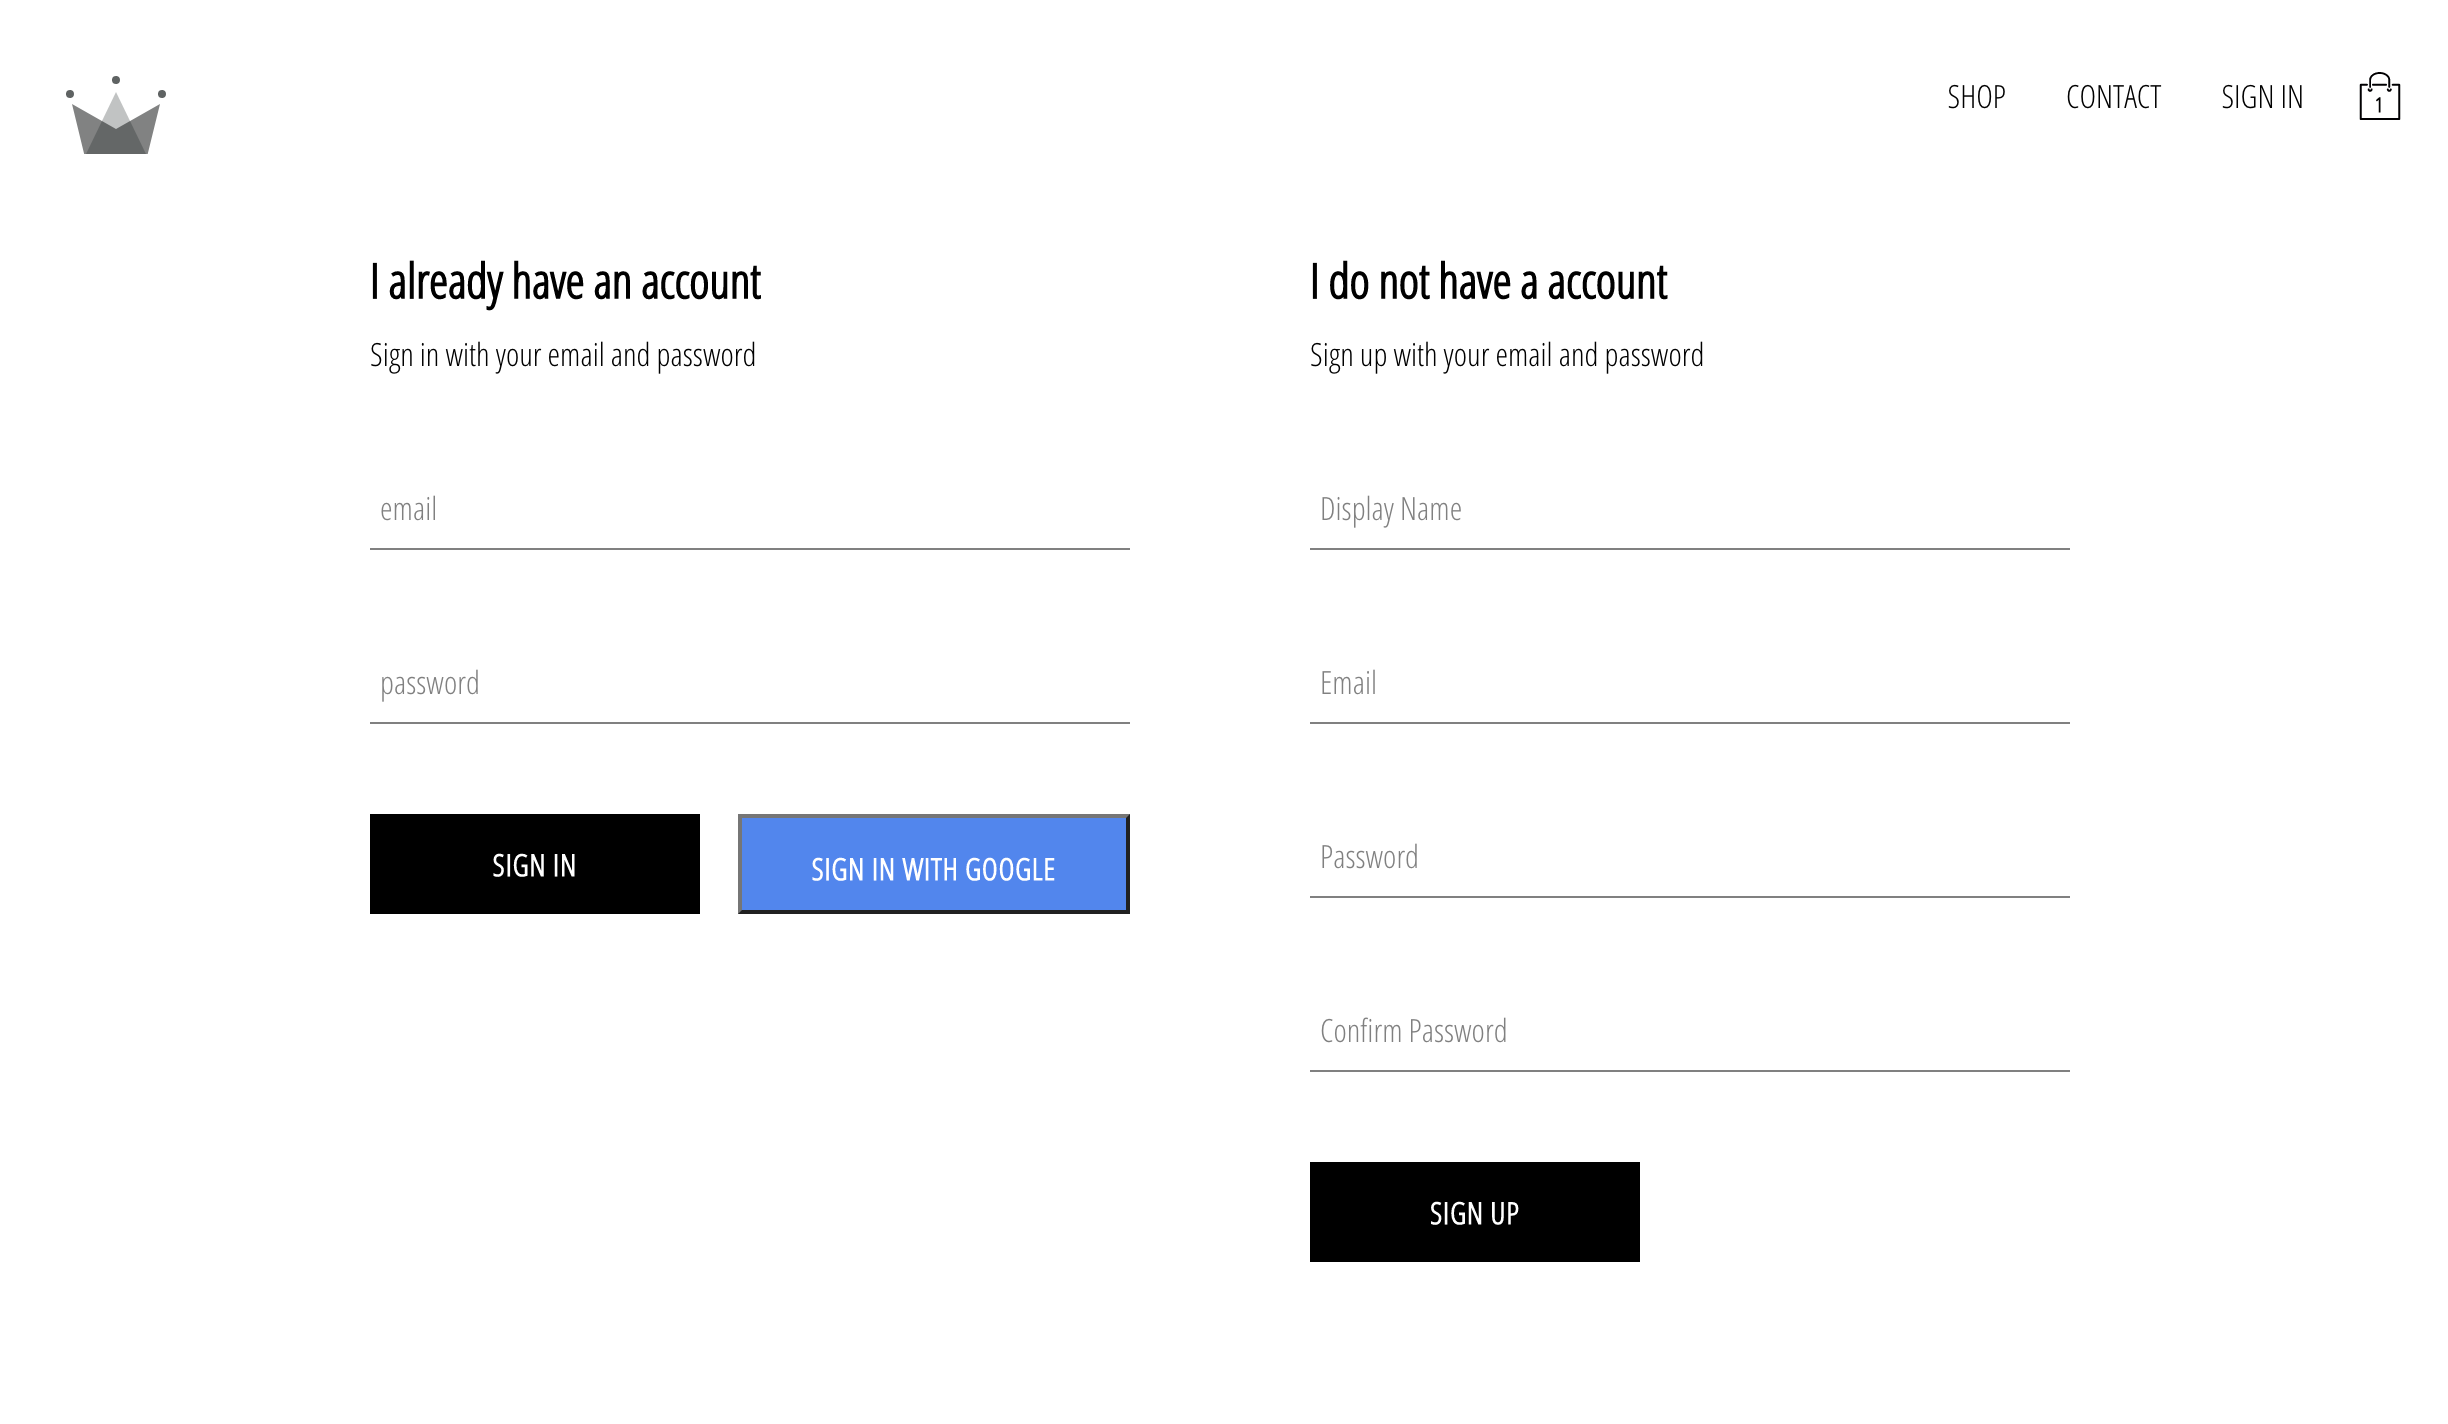 SHOP
CONTACT
SIGN IN
1
I already have an account
Sign in with your email and password
email
password
SIGN IN
SIGN IN WITH GOOGLE
I do not have a account
Sign up with your email and password
Display Name
Email
Password
Confirm Password
SIGN UP